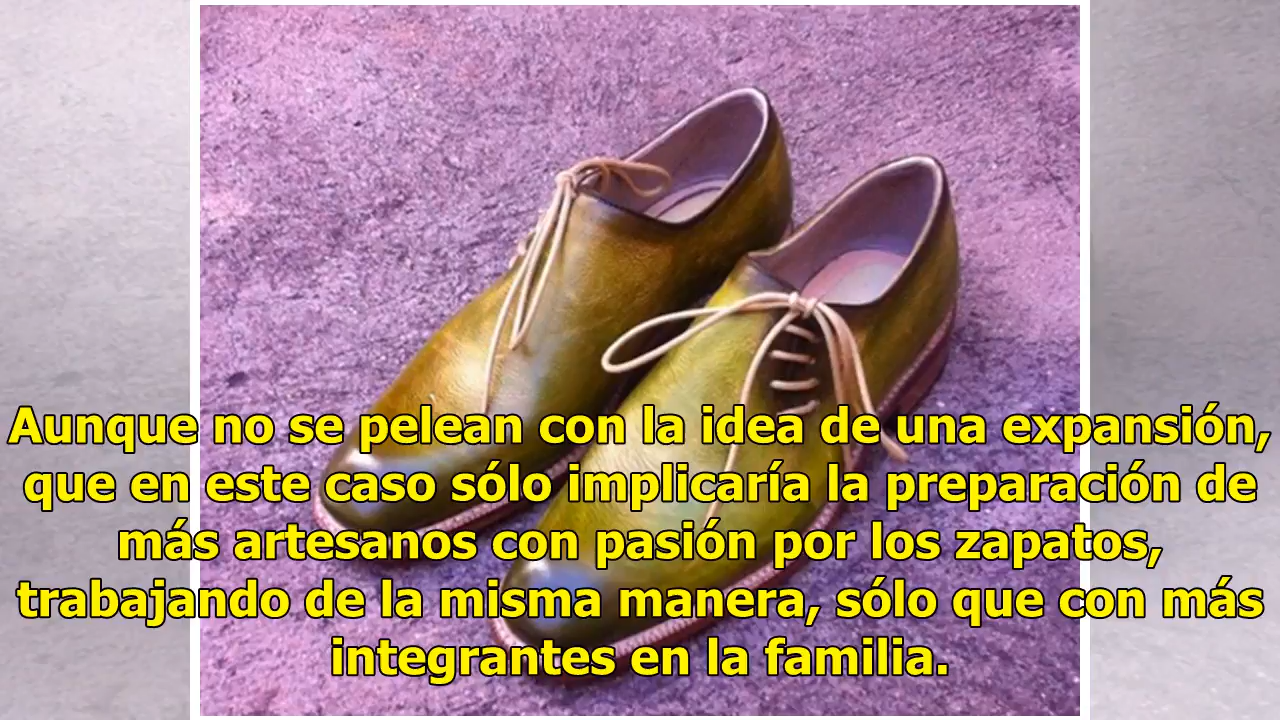 Aunque no se pelean con la idea de una expansión,
que en este caso sólo implicaría la preparación de
más artesanos con pasión por los zapatos,
trabajando de la misma manera, sólo que con más
integrantes en la familia.